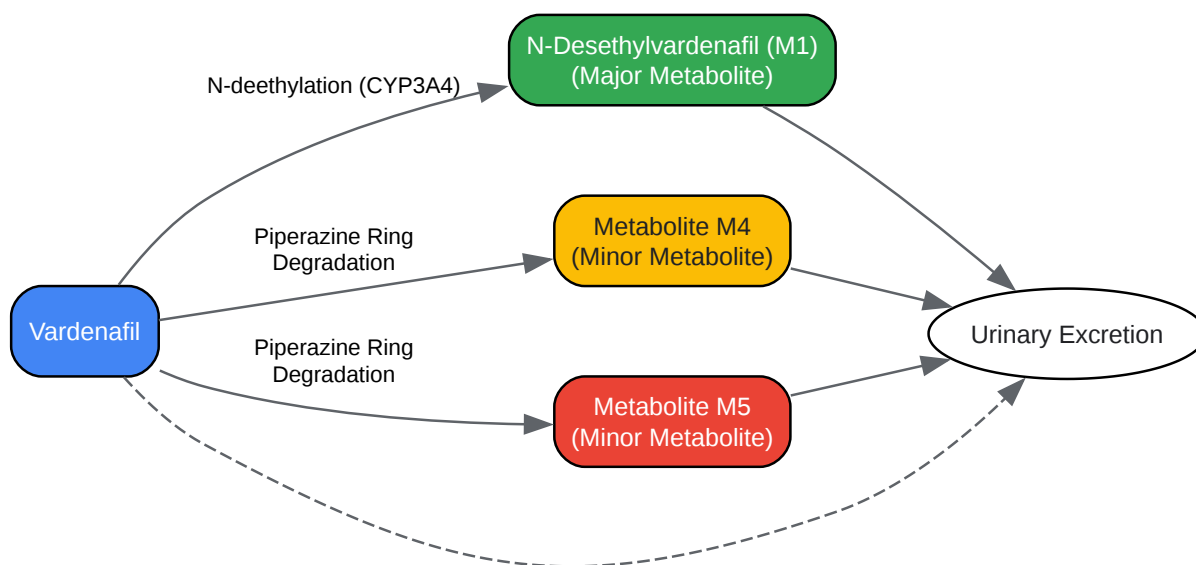 N-Desethylvardenafil (M1)
(Major Metabolite)
N-deethylation (CYP3A4)
Metabolite M4
(Minor Metabolite)
Piperazine Ring
Degradation
Vardenafil
Urinary Excretion
Piperazine Ring
Degradation
Metabolite M5
(Minor Metabolite)